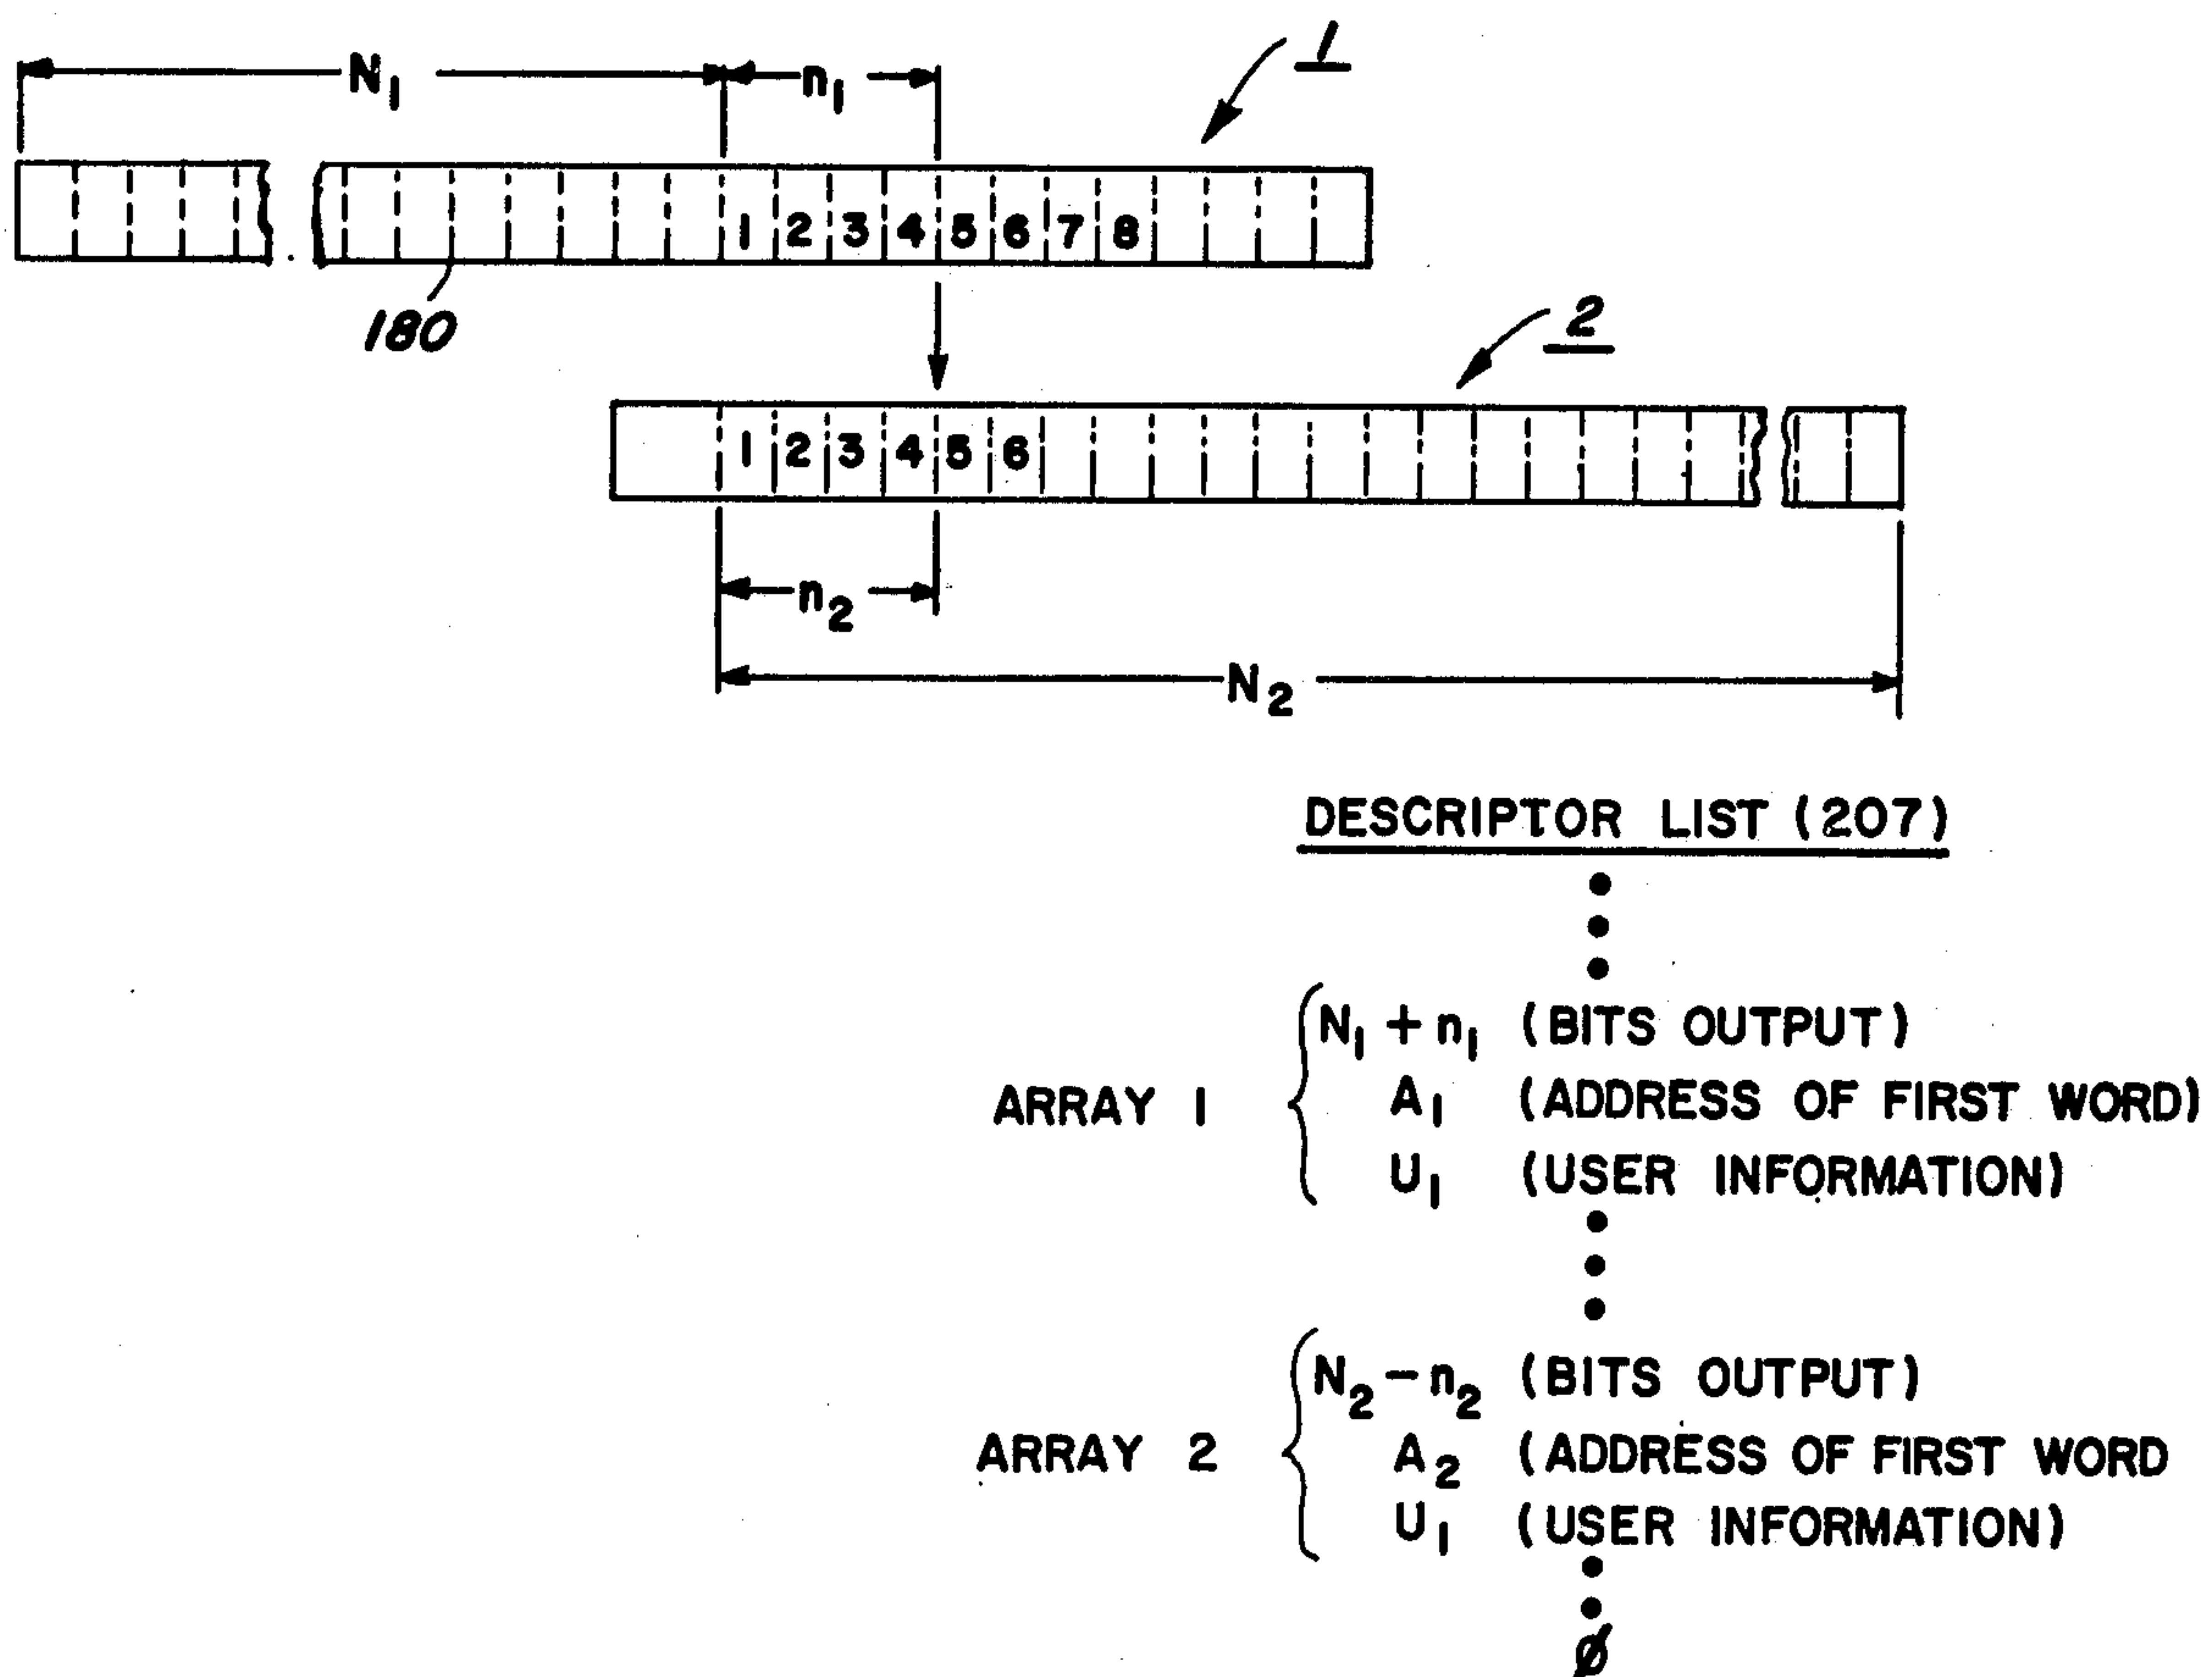 N₁ n₁ 1
1 2 3 4 5 6 7 8
180
2
1 2 3 4 5 6
n₂
N₂
DESCRIPTOR LIST (207)
N₁ + n₁ (BITS OUTPUT)
ARRAY 1 A₁ (ADDRESS OF FIRST WORD)
U₁ (USER INFORMATION)
N₂ − n₂ (BITS OUTPUT)
ARRAY 2 A₂ (ADDRESS OF FIRST WORD
U₁ (USER INFORMATION)
Ø